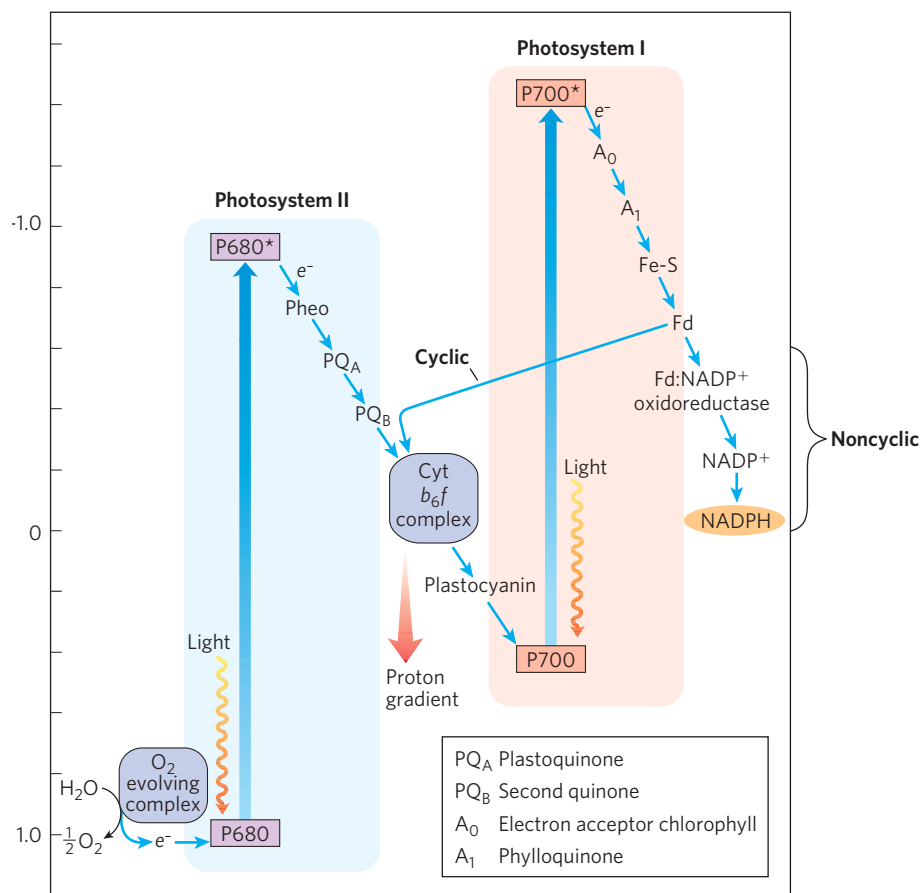 Photosystem I
P700*
e⁻
A₀
A₁
Fe-S
Fd
Fd:NADP⁺
oxidoreductase
NADP⁺
NADPH
Noncyclic
Photosystem II
P680*
e⁻
Pheo
PQ_A
PQ_B
Cyclic
Cyt
b₆f
complex
Plastocyanin
Proton
gradient
Light
P700
Light
O₂
evolving
complex
H₂O
½O₂
e⁻
P680
-1.0
0
1.0
PQ_A Plastoquinone
PQ_B Second quinone
A₀ Electron acceptor chlorophyll
A₁ Phylloquinone